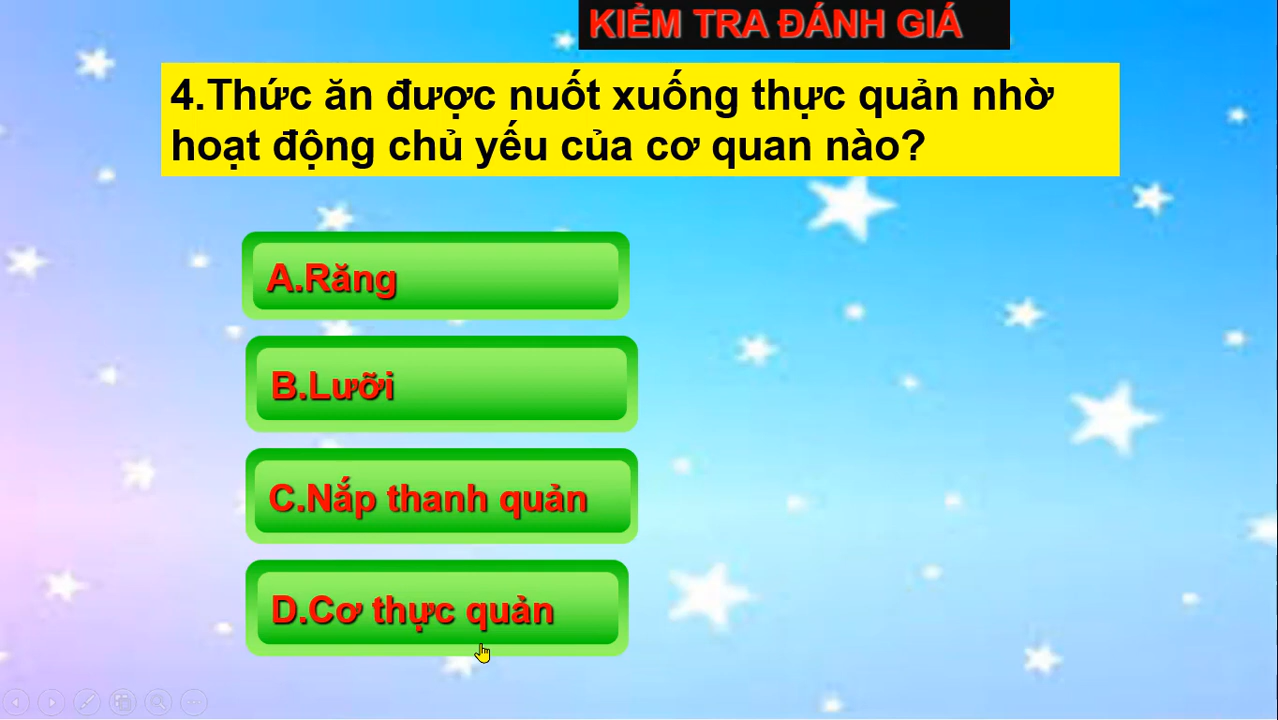 KIỂM TRA ĐÁNH GIÁ
4.Thức ăn được nuốt xuống thực quản nhờ
hoạt động chủ yếu của cơ quan nào?
A.Răng
B.Lưỡi
C.Nắp thanh quản
D.Cơ thực quản